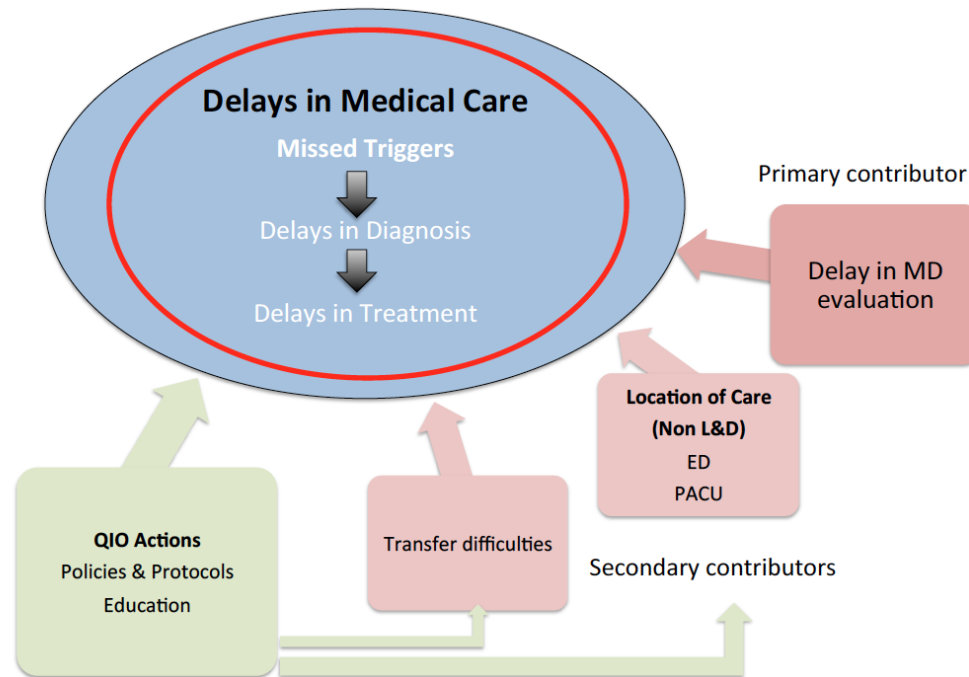 Delays in Medical Care
Missed Triggers
Delays in Diagnosis
Delays in Treatment
Primary contributor
Delay in MD
evaluation
Location of Care
(Non L&D)
ED
PACU
QIO Actions
Policies & Protocols
Education
Transfer difficulties
Secondary contributors